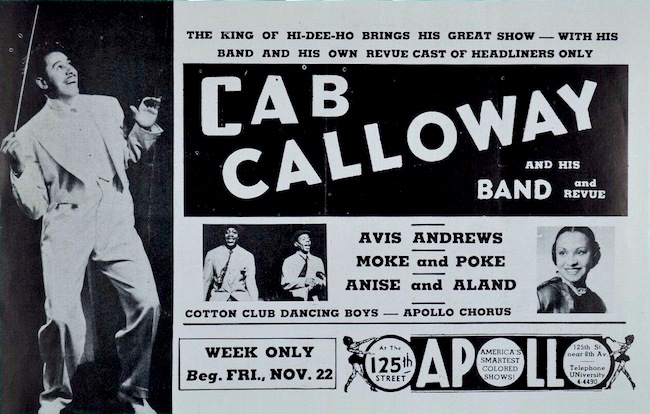 THE KING OF HI-DEE-HO BRINGS HIS GREAT SHOW — WITH HIS
BAND AND HIS OWN REVUE CAST OF HEADLINERS ONLY
CAB
CALLOWAY
AND HIS
BAND and REVUE
AVIS ANDREWS
MOKE and POKE
ANISE and ALAND
COTTON CLUB DANCING BOYS — APOLLO CHORUS
WEEK ONLY
Beg. FRI., NOV. 22
At The
125th
STREET
APOLLO
AMERICA'S
SMARTEST
COLORED
SHOWS!
125th St.
near 8th Av.
Telephone
UNiversity
4-4490